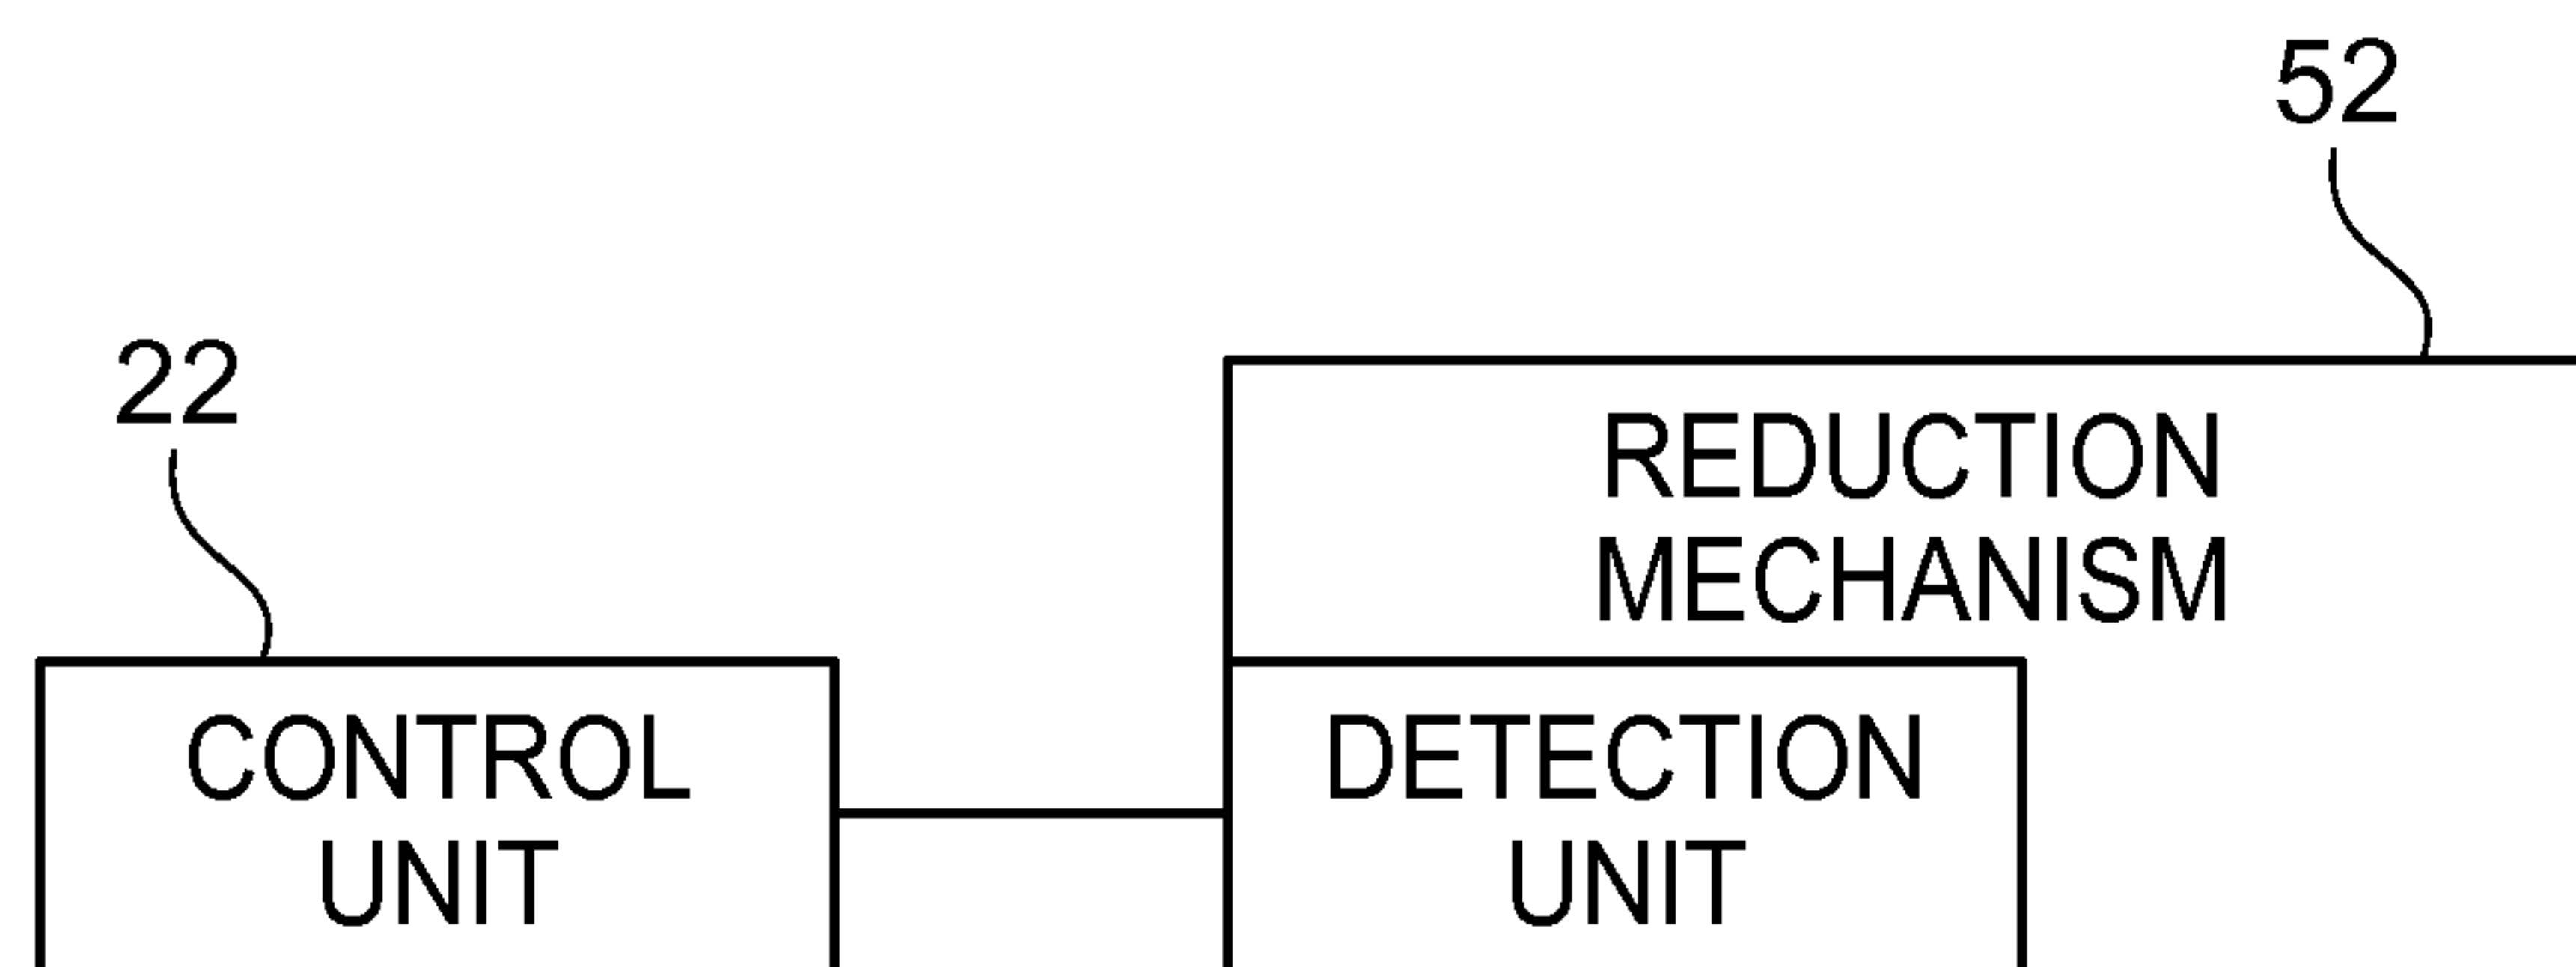 52
22
REDUCTION
MECHANISM
CONTROL
UNIT
DETECTION
UNIT